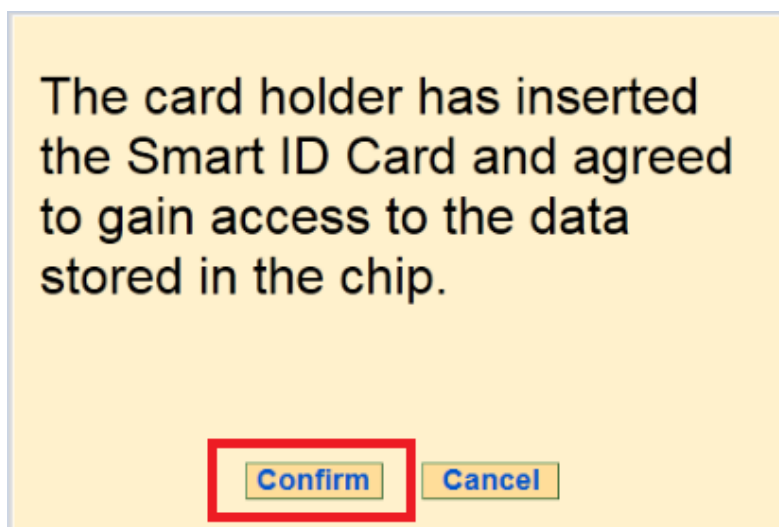 The card holder has inserted
the Smart ID Card and agreed
to gain access to the data
stored in the chip.
Confirm Cancel